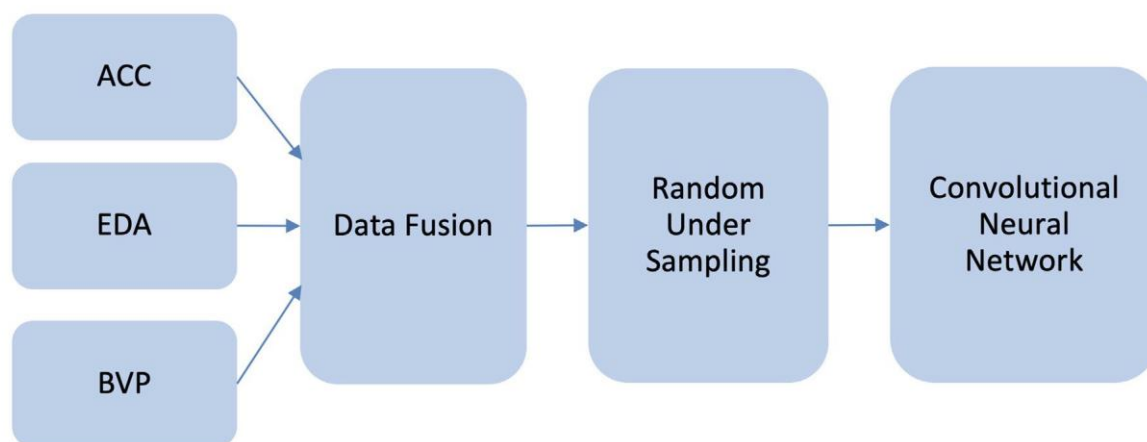 ACC
EDA
BVP
Data Fusion
Random
Under
Sampling
Convolutional
Neural
Network